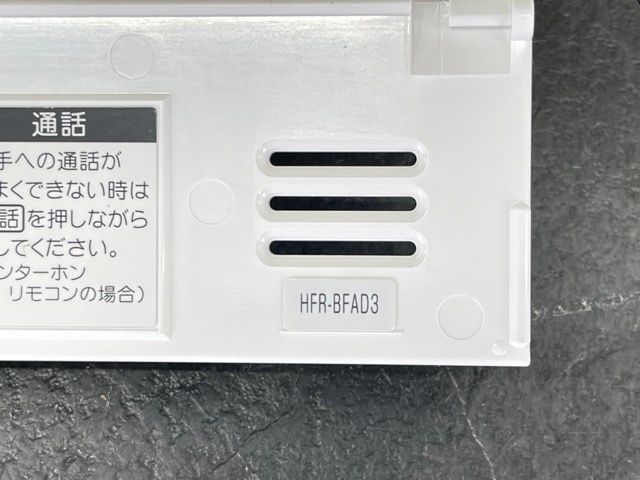 通話
手への通話が
まくできない時は
話を押しながら
してください。
ンターホン
リモコンの場合）
HFR-BFAD3